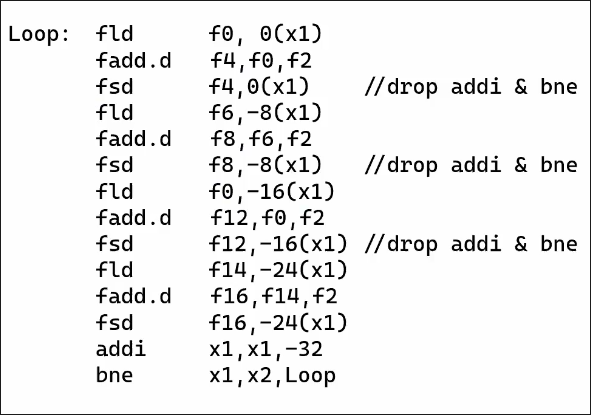 Loop: fld f0, 0(x1)
fadd.d f4,f0,f2
fsd f4,0(x1) //drop addi & bne
fld f6,-8(x1)
fadd.d f8,f6,f2
fsd f8,-8(x1) //drop addi & bne
fld f0,-16(x1)
fadd.d f12,f0,f2
fsd f12,-16(x1) //drop addi & bne
fld f14,-24(x1)
fadd.d f16,f14,f2
fsd f16,-24(x1)
addi x1,x1,-32
bne x1,x2,Loop